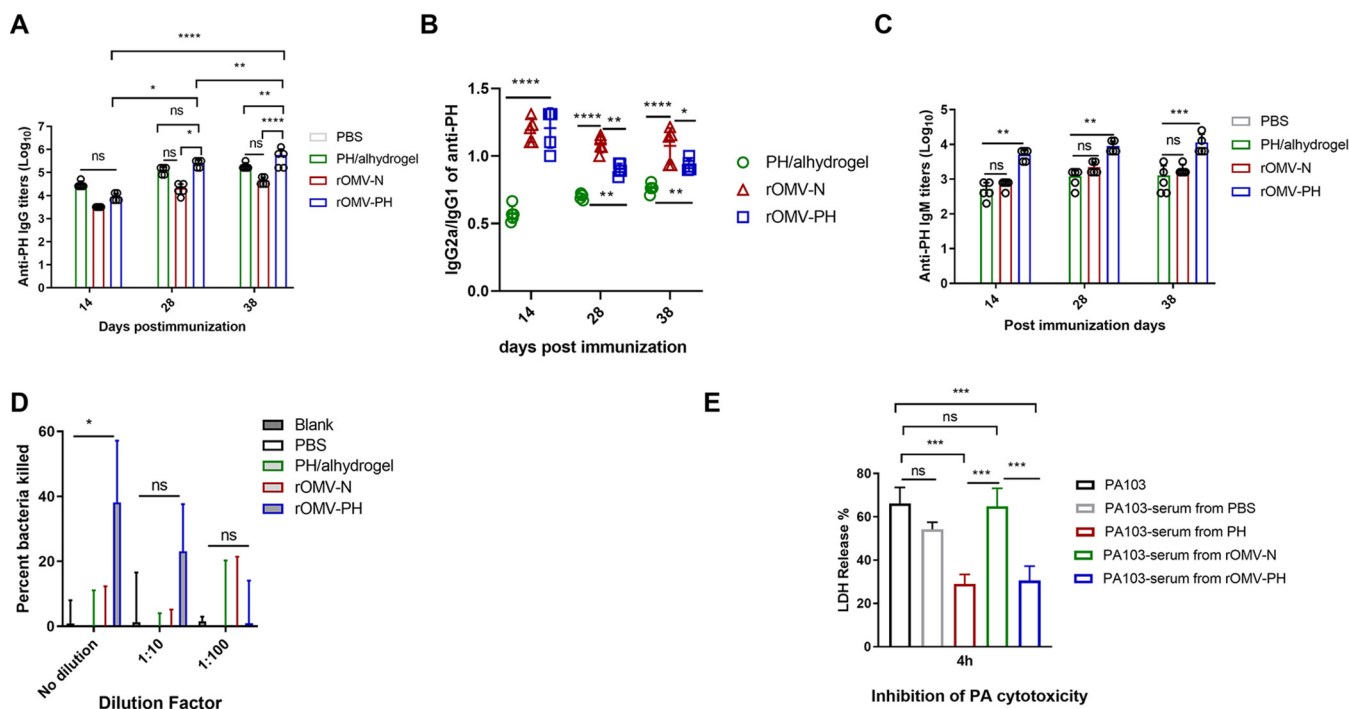 A
****
**
*
ns
**
ns
ns
*
ns
****
Anti-PH IgG titers (Log10)
7
6
5
4
3
2
1
0
14
28
38
Days postimmunization
PBS
PH/alhydrogel
rOMV-N
rOMV-PH
B
****
****
**
****
*
**
**
IgG2a/IgG1 of anti-PH
1.5
1.0
0.5
0.0
14
28
38
days post immunization
PH/alhydrogel
rOMV-N
rOMV-PH
C
**
ns
**
ns
***
ns
Anti-PH IgM titers (Log10)
5
4
3
2
1
0
14
28
38
Post immunization days
PBS
PH/alhydrogel
rOMV-N
rOMV-PH
D
*
ns
ns
Percent bacteria killed
60
40
20
0
No dilution
1:10
1:100
Dilution Factor
Blank
PBS
PH/alhydrogel
rOMV-N
rOMV-PH
E
***
ns
***
ns
***
***
LDH Release %
80
60
40
20
0
4h
Inhibition of PA cytotoxicity
PA103
PA103-serum from PBS
PA103-serum from PH
PA103-serum from rOMV-N
PA103-serum from rOMV-PH